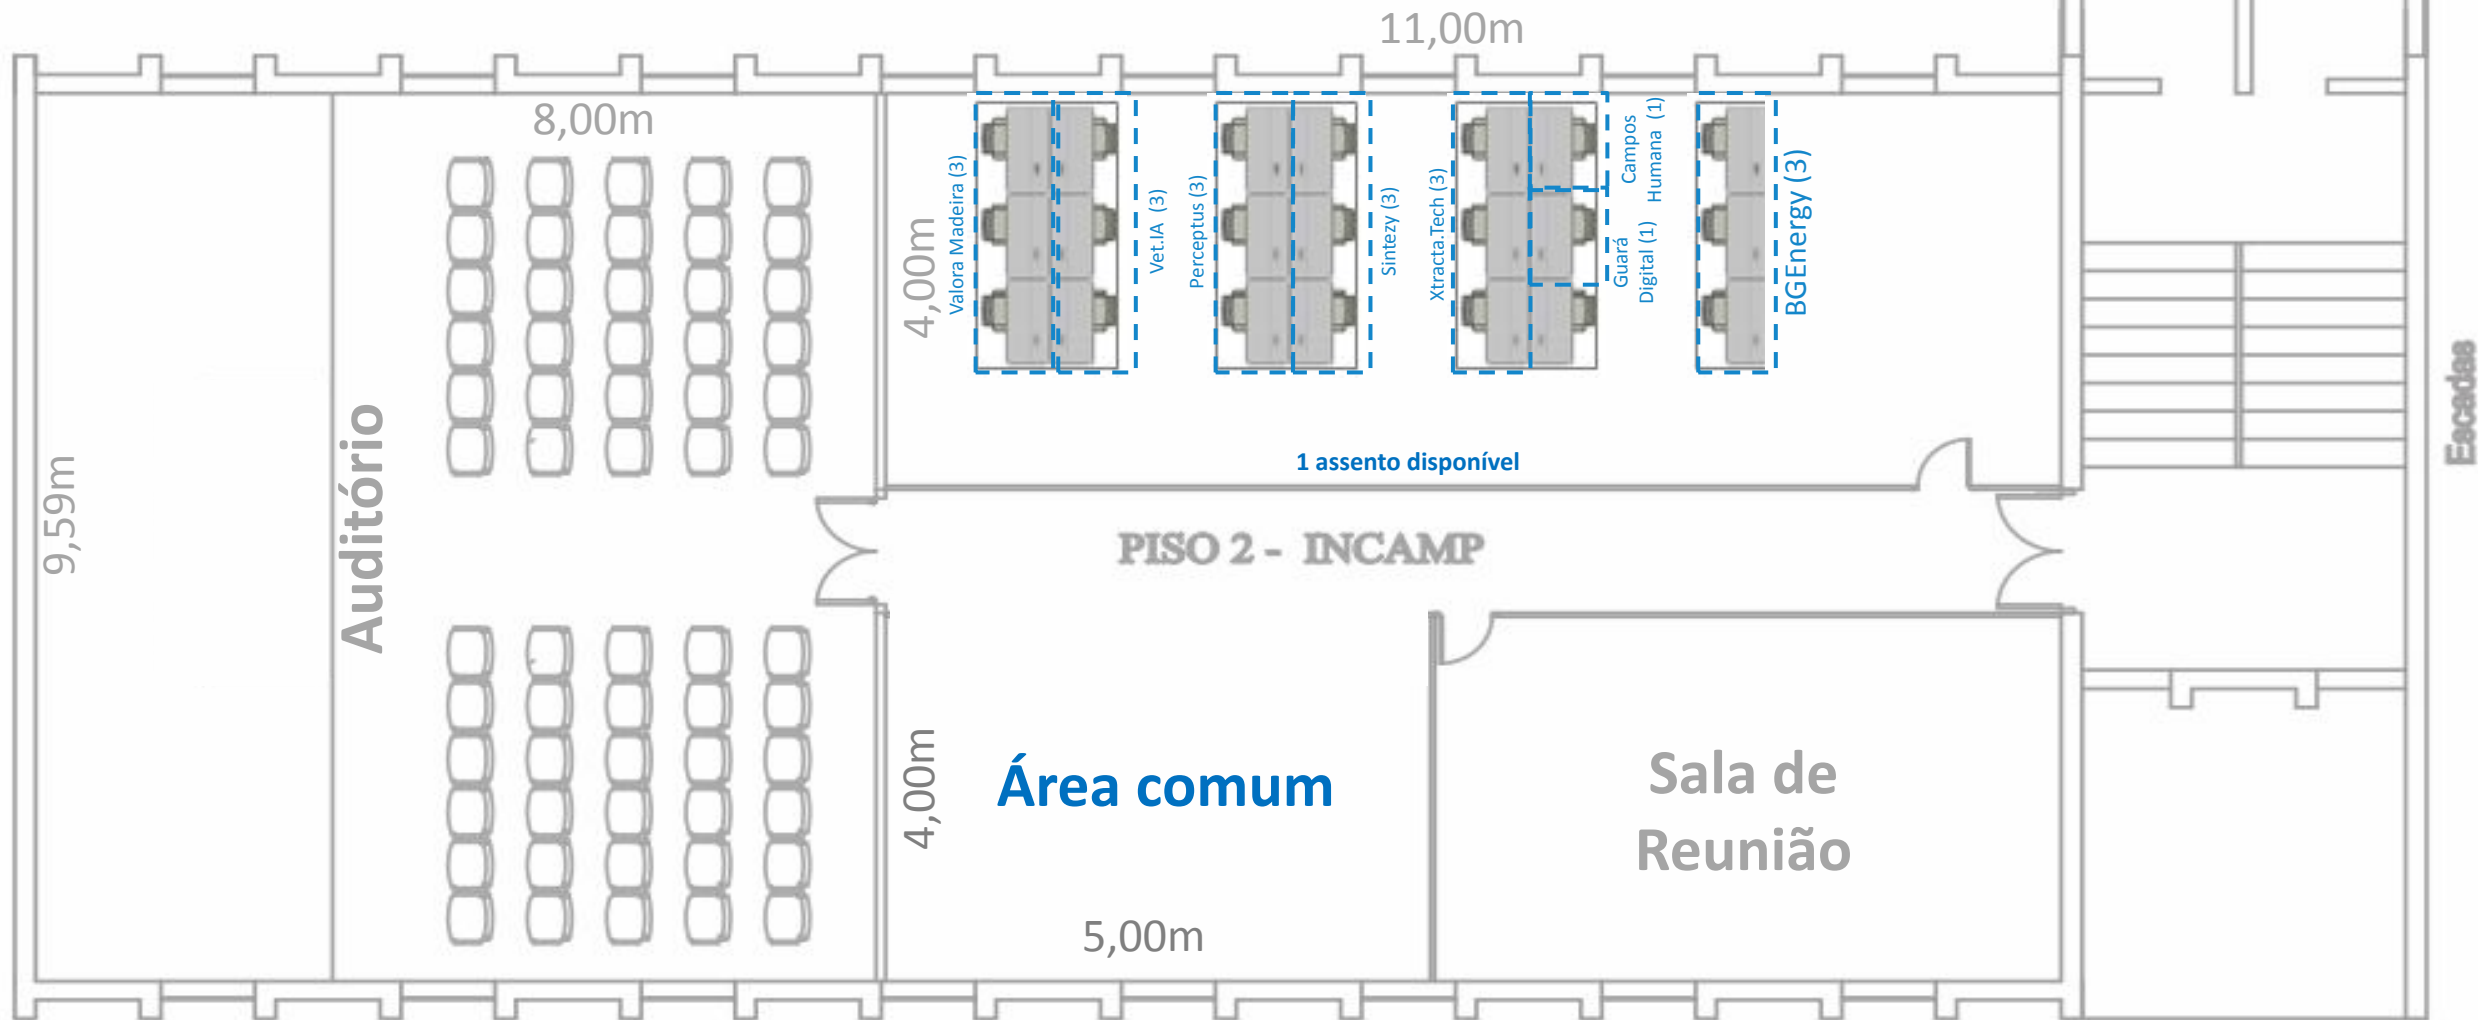 11,00m
8,00m
4,00m
Valora Madeira (3)
Vet.IA (3)
Perceptus (3)
Sintezy (3)
Xtracta.Tech (3)
Campos
Humana (1)
Guará
Digital (1)
BGEnergy (3)
1 assento disponível
Escadas
9,59m
Auditório
PISO 2 - INCAMP
4,00m
Área comum
5,00m
Sala de
Reunião